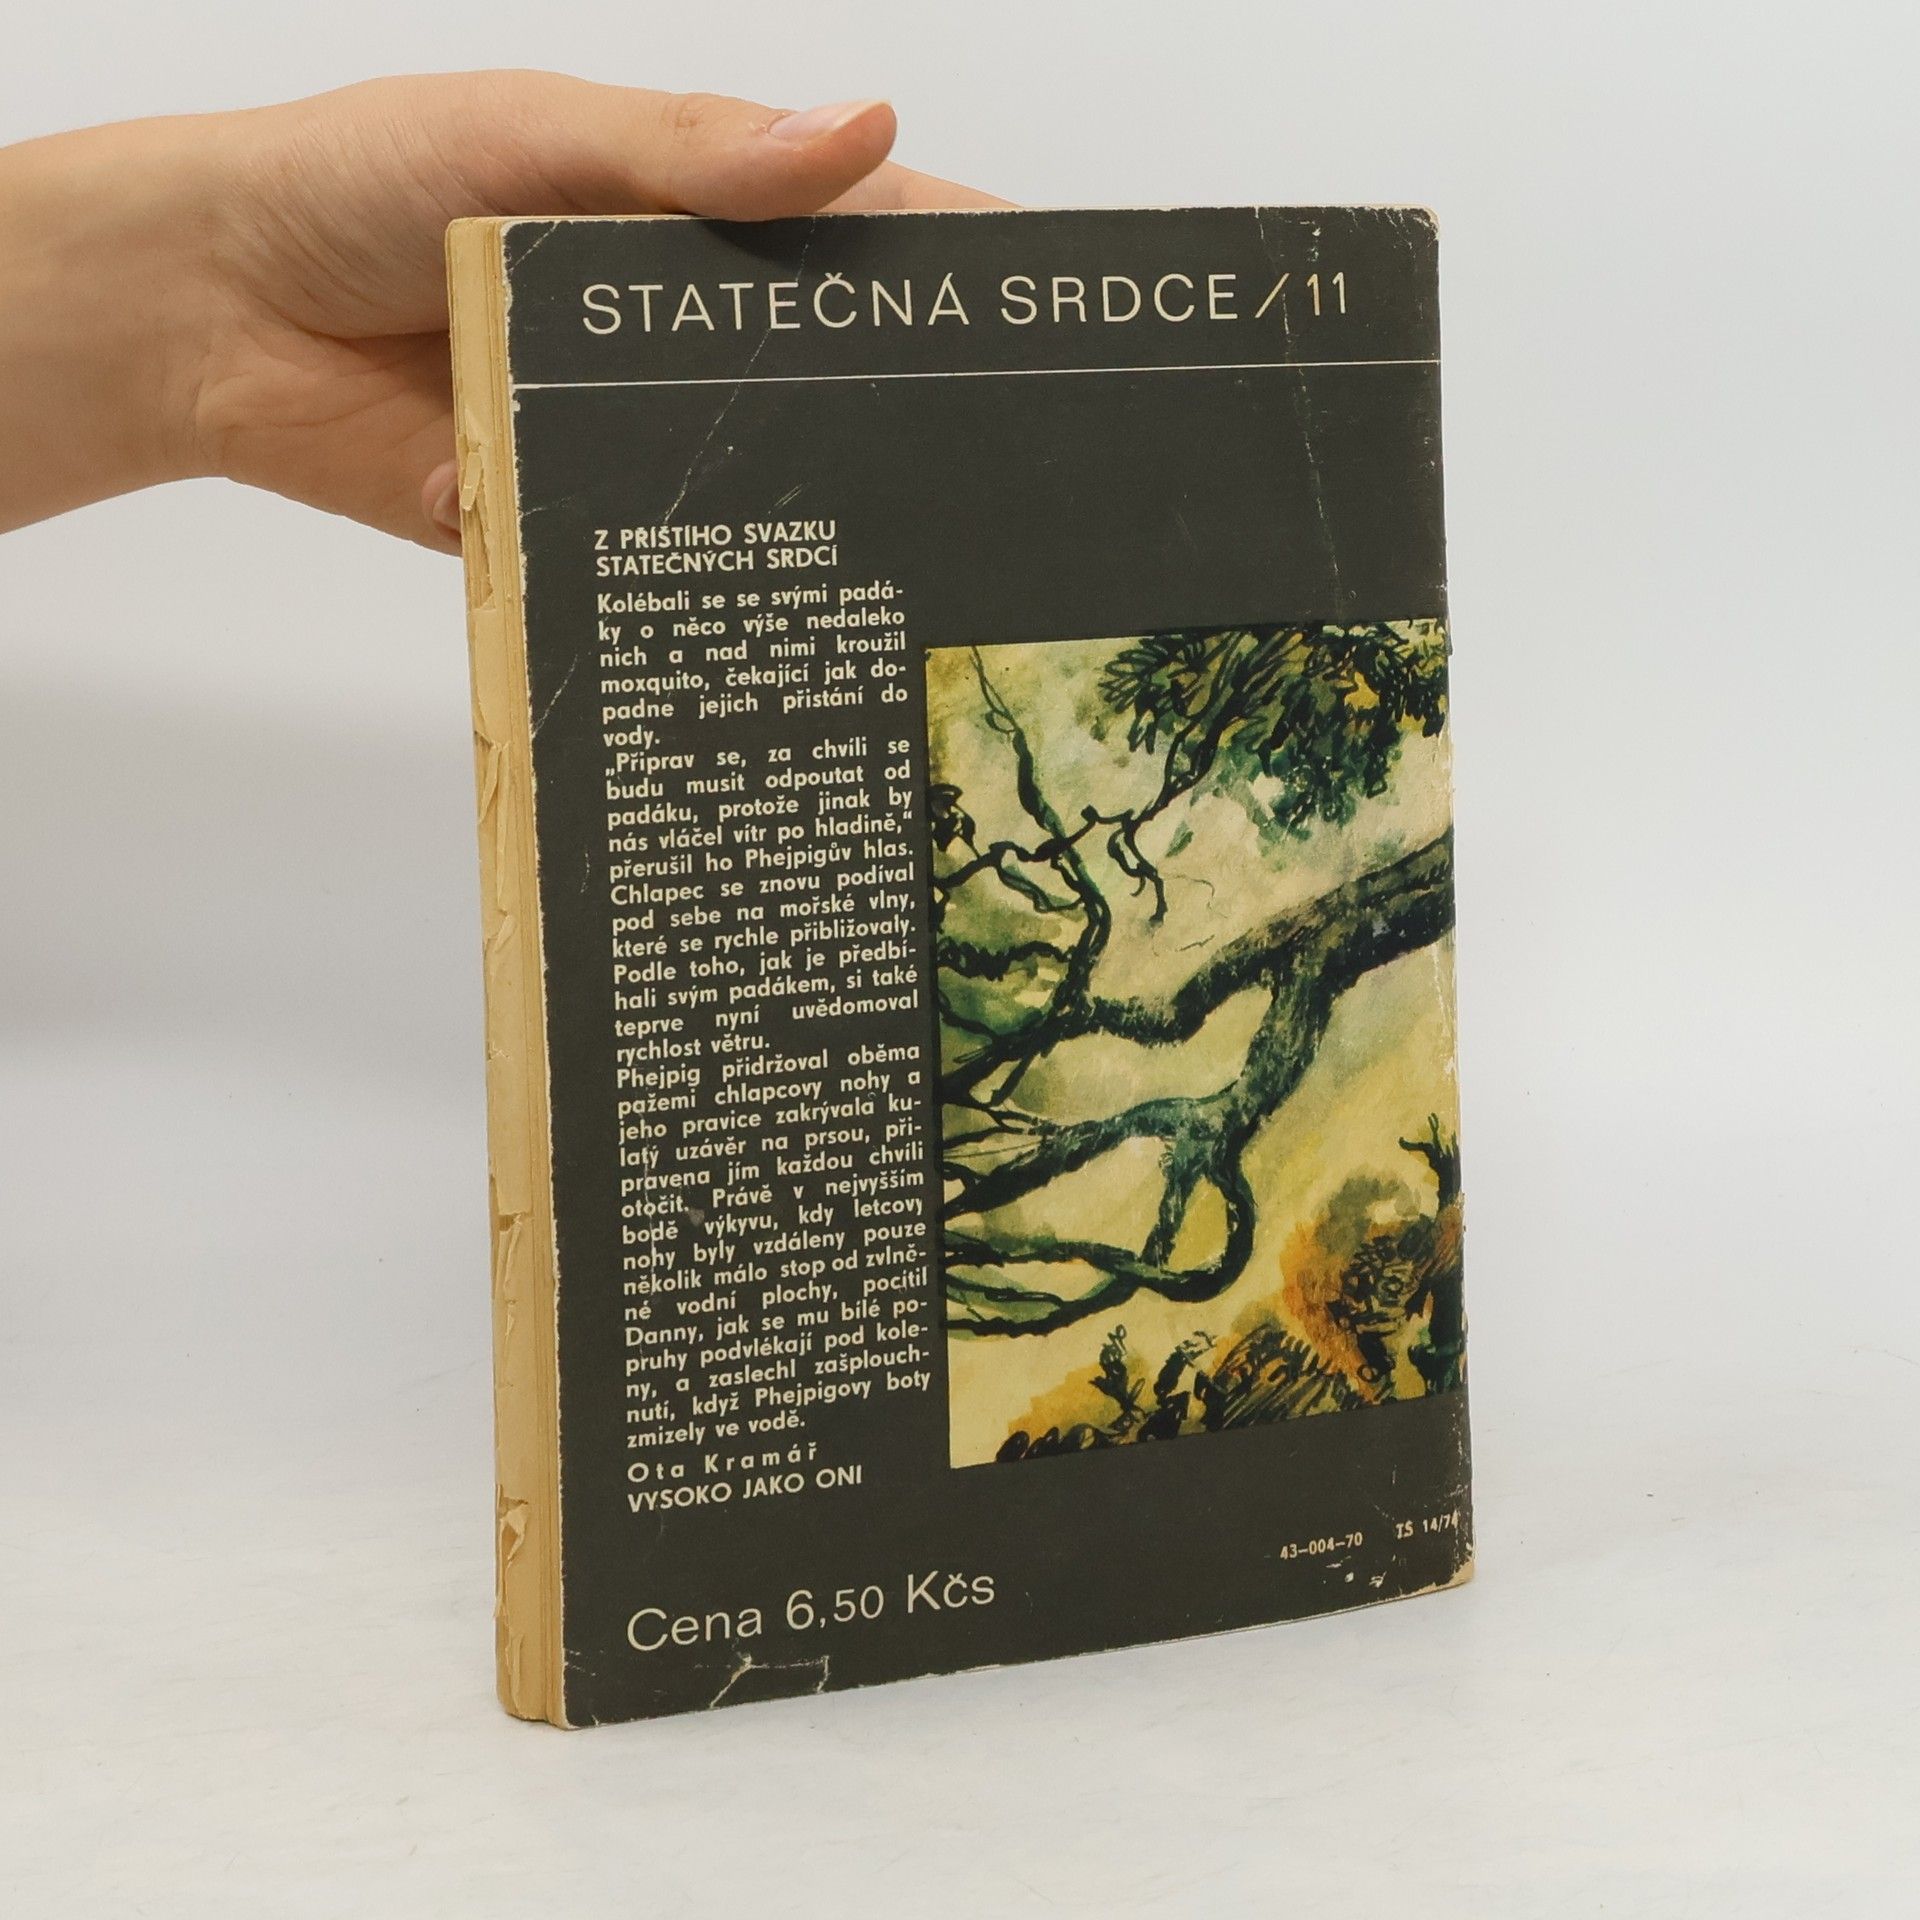 STATEČNÁ SRDCE/11
Z PŘÍŠTÍHO SVAZKU
STATEČNÝCH SRDCÍ
Kolébali se se svými padá-
ky o něco výše nedaleko
nich a nad nimi kroužil
moxquito, čekající jak do-
padne jejich přistání do
vody.
„Připrav se, za chvíli se
budu musit odpoutat od
padáku, protože jinak by
nás vláčel vítr po hladině,"
přerušil ho Phejpigův hlas.
Chlapec se znovu podíval
pod sebe na mořské vlny,
které se rychle přibližovaly.
Podle toho, jak je předbí-
hali svým padákem, si také
teprve nyní uvědomoval
rychlost větru.
Phejpig přidržoval oběma
pažemi chlapcovy nohy a
jeho pravice zakrývala ku-
latý uzávěr na prsou, při-
pravena jím každou chvíli
otočit. Právě v nejvyšším
bodě výkyvu, kdy letcovy
nohy byly vzdáleny pouze
několik málo stop od zvlně-
né vodní plochy, pocítil
Danny, jak se mu bílé po-
pruhy podvlékají pod kole-
ny, a zaslechl zašplouch-
nutí, když Phejpigovy boty
zmizely ve vodě.
Ota Kramář
VYSOKO JAKO ONI
43-004-70 TŠ 14/74
Cena 6,50 Kčs